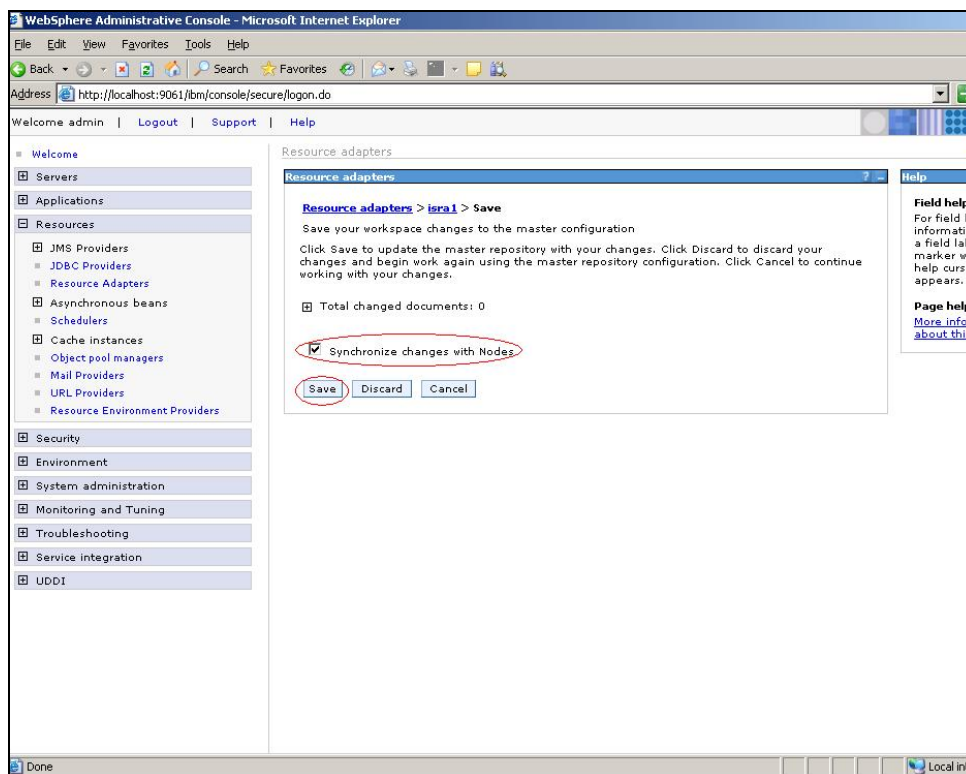 WebSphere Administrative Console - Microsoft Internet Explorer
File Edit View Favorites Tools Help
Back Search Favorites
Address http://localhost:9061/ibm/console/secure/logon.do
Welcome admin | Logout | Support | Help
Welcome
Servers
Applications
Resources
JMS Providers
JDBC Providers
Resource Adapters
Asynchronous beans
Schedulers
Cache instances
Object pool managers
Mail Providers
URL Providers
Resource Environment Providers
Security
Environment
System administration
Monitoring and Tuning
Troubleshooting
Service integration
UDDI
Resource adapters
Resource adapters ? -
Resource adapters > isra1 > Save
Save your workspace changes to the master configuration
Click Save to update the master repository with your changes. Click Discard to discard your
changes and begin work again using the master repository configuration. Click Cancel to continue
working with your changes.
Total changed documents: 0
Synchronize changes with Nodes
Save Discard Cancel
Help
Field help
For field
informati
a field la
marker w
help curs
appears.
Page help
More info
about thi
Done
Local in